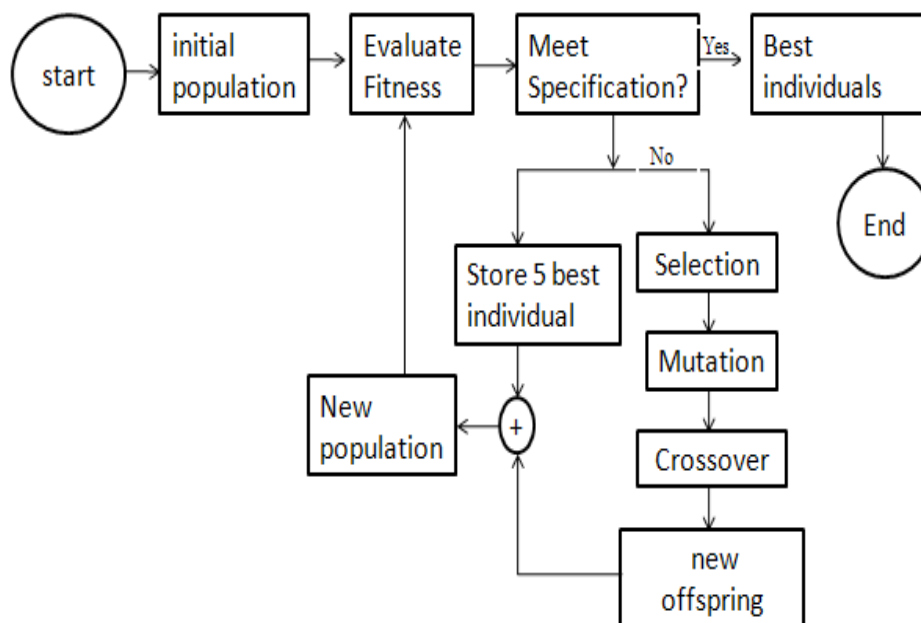 start
initial
population
Evaluate
Fitness
Meet
Specification?
Yes
Best
individuals
No
End
Store 5 best
individual
Selection
Mutation
New
population
+
Crossover
new
offspring